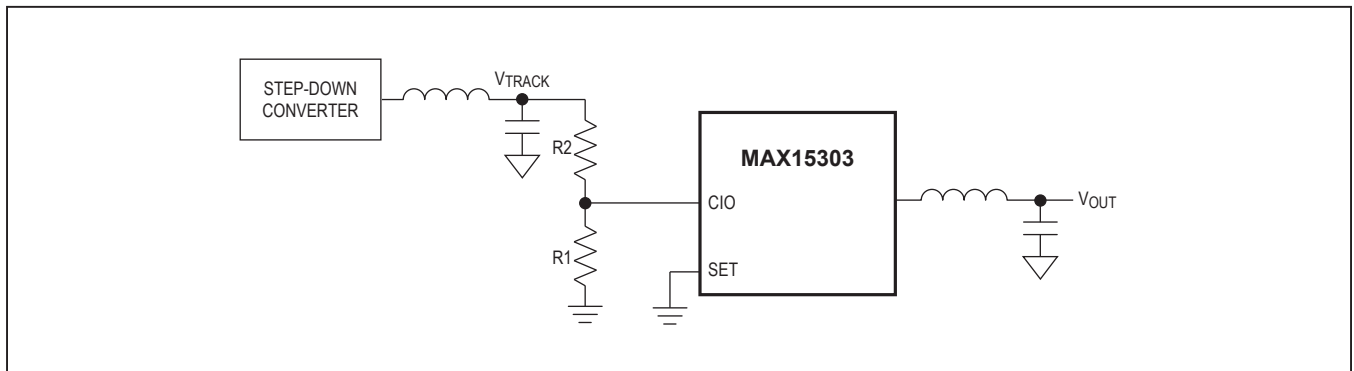 STEP-DOWN
CONVERTER
VTRACK
R2
MAX15303
CIO
VOUT
R1
SET